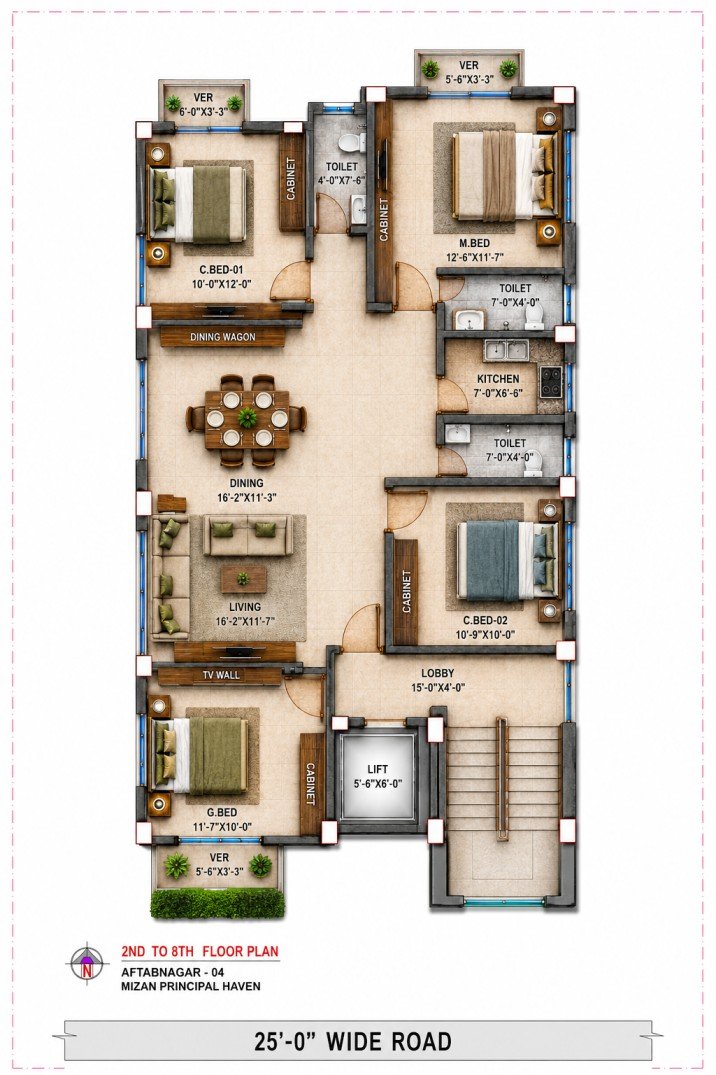 VER
5'-6"X3'-3"
VER
6'-0"X3'-3"
TOILET
4'-0"X7'-6"
CABINET
CABINET
M.BED
12'-6"X11'-7"
C.BED-01
10'-0"X12'-0"
TOILET
7'-0"X4'-0"
DINING WAGON
KITCHEN
7'-0"X6'-6"
TOILET
7'-0"X4'-0"
DINING
16'-2"X11'-3"
CABINET
LIVING
16'-2"X11'-7"
C.BED-02
10'-9"X10'-0"
TV WALL
LOBBY
15'-0"X4'-0"
LIFT
5'-6"X6'-0"
CABINET
G.BED
11'-7"X10'-0"
VER
5'-6"X3'-3"
N
2ND TO 8TH FLOOR PLAN
AFTABNAGAR - 04
MIZAN PRINCIPAL HAVEN
25'-0" WIDE ROAD